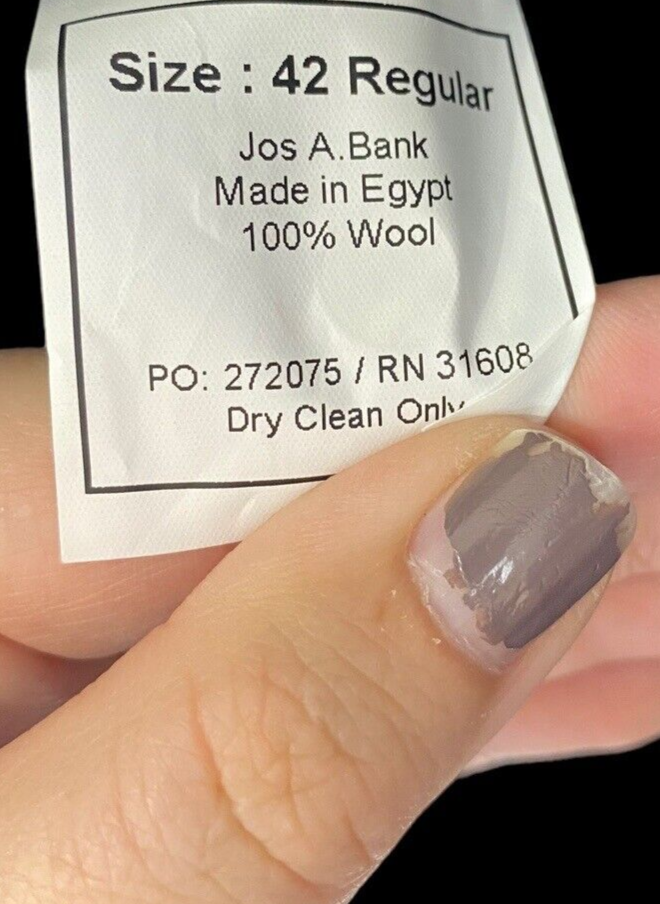 Size : 42 Regular
Jos A.Bank
Made in Egypt
100% Wool
PO: 272075 / RN 31608
Dry Clean Only